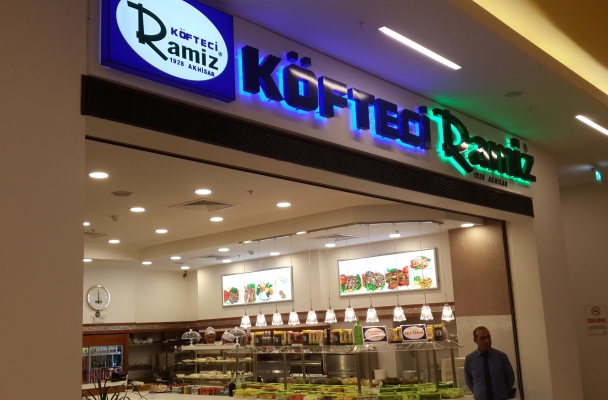 KÖFTECİ
Ramiz®
1928 AKHİSAR
KÖFTECİ Ramiz®
1928 AKHİSAR